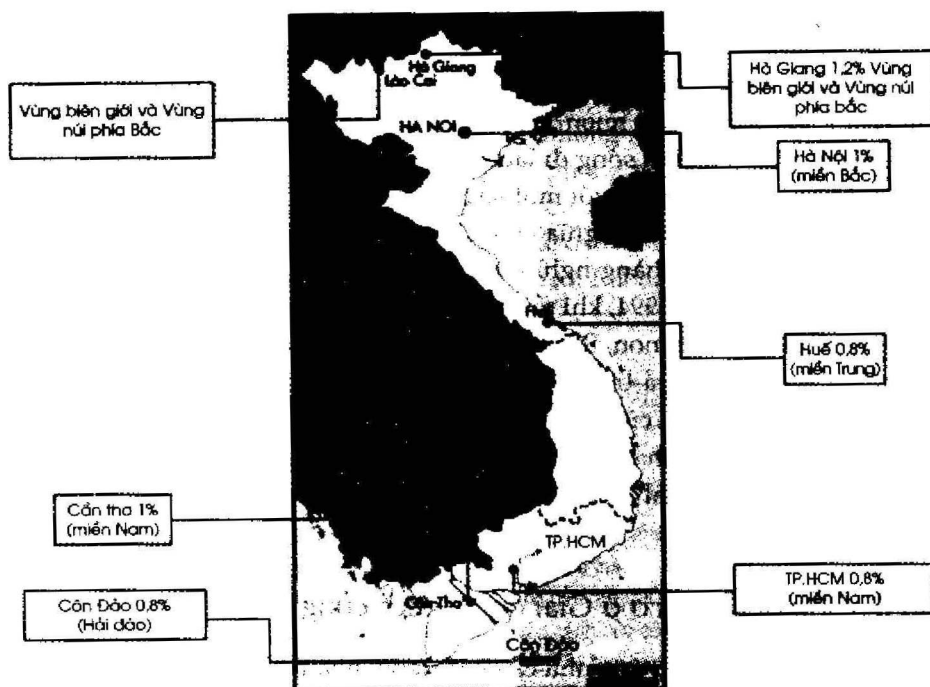 Vùng biên giới và Vùng
núi phía Bắc
Hà Giang
Lào Cai
HA NOI
Hà Giang 1,2% Vùng
biên giới và Vùng núi
phía bắc
Hà Nội 1%
(miền Bắc)
Huế 0,8%
(miền Trung)
Cần thơ 1%
(miền Nam)
TP.HCM
TP.HCM 0,8%
(miền Nam)
Côn Đảo 0,8%
(Hải đảo)
Cần Thơ
Côn Đảo